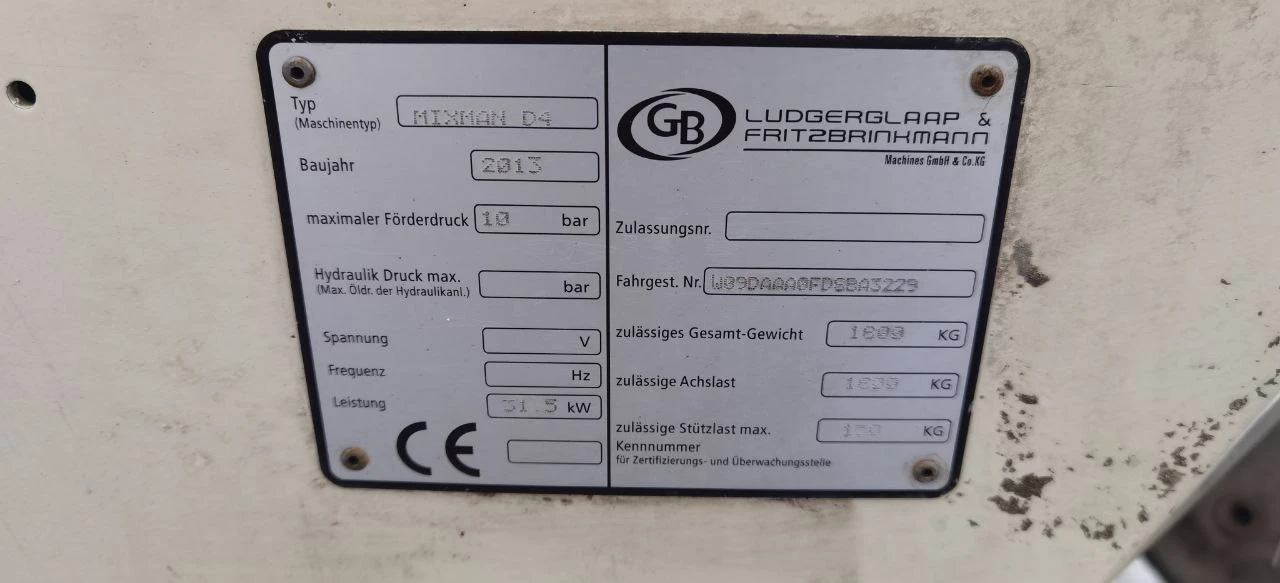 Typ
(Maschinentyp)
MIXMAN D4
Baujahr
2013
maximaler Förderdruck
10 bar
Hydraulik Druck max.
(Max. Öldr. der Hydraulikanl.)
bar
Spannung
V
Frequenz
Hz
Leistung
31.5 kW
CE
GB
LUDGERGLAAP &
FRITZBRINKMANN
Machines GmbH & Co.KG
Zulassungsnr.
Fahrgest. Nr.
zulässiges Gesamt-Gewicht
KG
zulässige Achslast
KG
zulässige Stützlast max.
KG
Kennnummer
für Zertifizierungs- und Überwachungsstelle